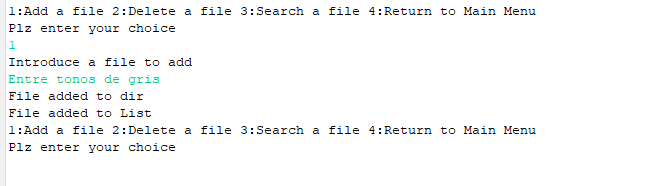 1:Add a file 2:Delete a file 3:Search a file 4:Return to Main Menu
Plz enter your choice
1
Introduce a file to add
Entre tonos de gris
File added to dir
File added to List
1:Add a file 2:Delete a file 3:Search a file 4:Return to Main Menu
Plz enter your choice